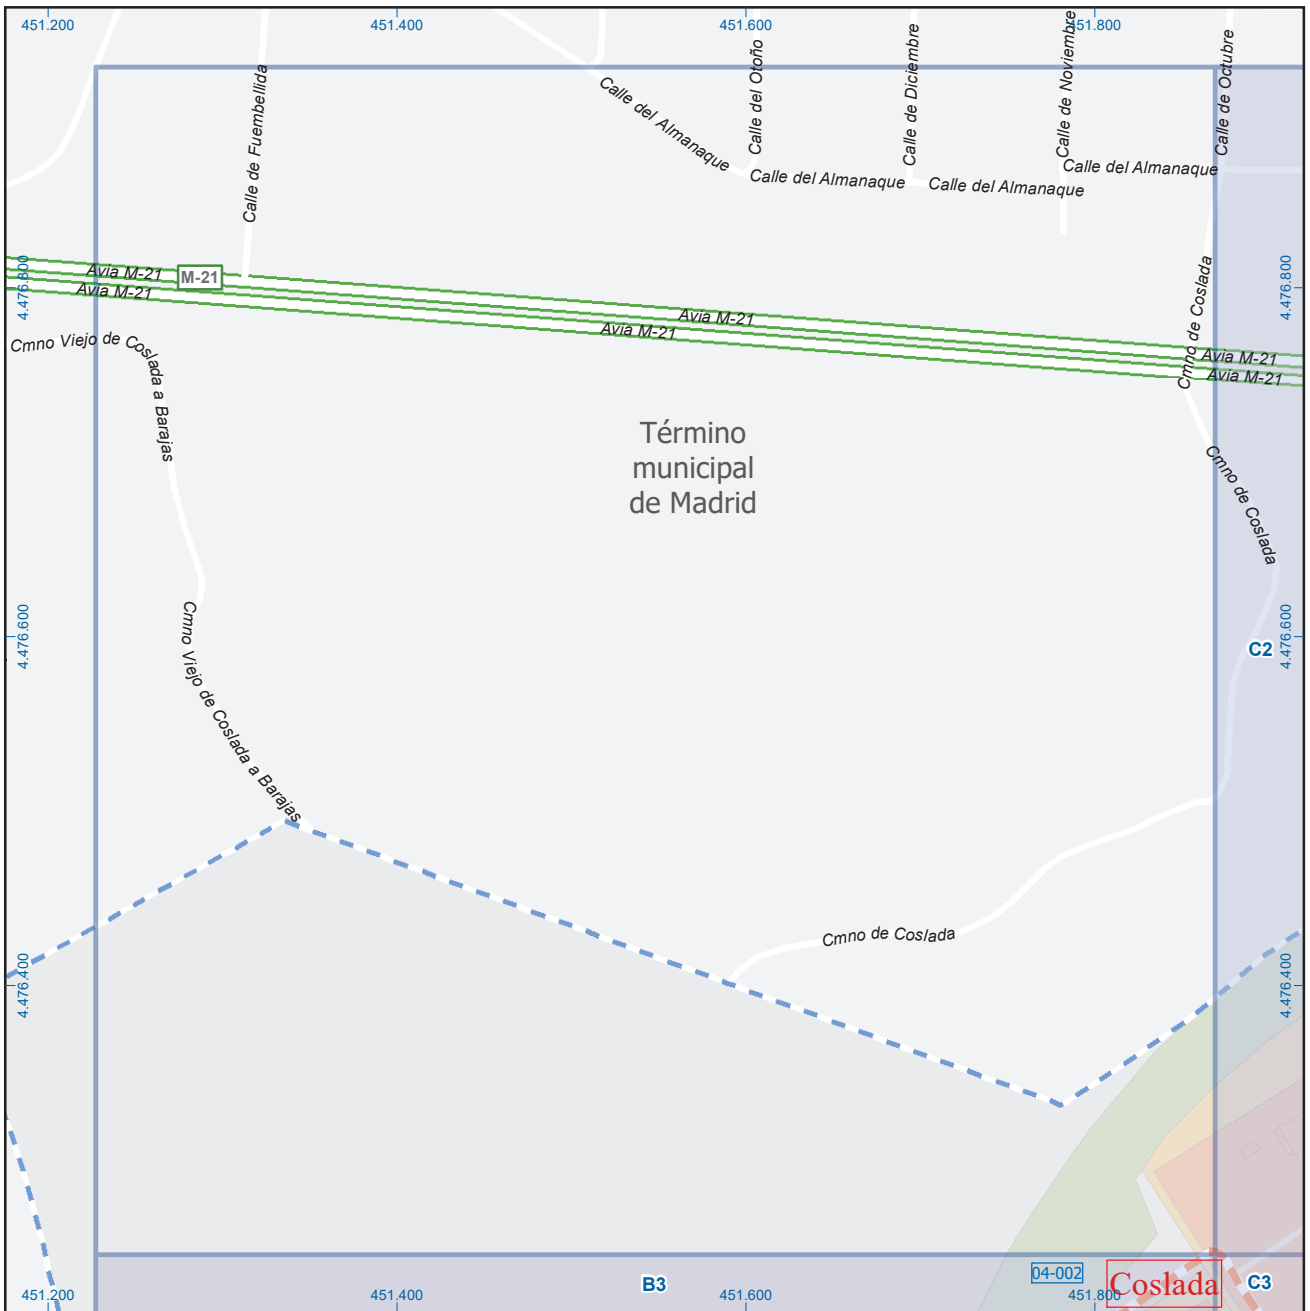 451.200
451.400
451.600
451.800
Calle de Fuembellida
Calle del Almanaque
Calle del Otoño
Calle del Almanaque
Calle de Diciembre
Calle del Almanaque
Calle de Noviembre
Calle del Almanaque
Calle de Octubre
4.476.800
Avia M-21
M-21
Avia M-21
Avia M-21
Avia M-21
Cmno de Coslada
4.476.800
Avia M-21
Avia M-21
Cmno Viejo de Coslada a Barajas
Término
municipal
de Madrid
Cmno de Coslada
4.476.600
Cmno Viejo de Coslada a Barajas
C2
4.476.600
Cmno de Coslada
4.476.400
4.476.400
B3
04-002
Coslada
C3
451.200
451.400
451.600
451.800